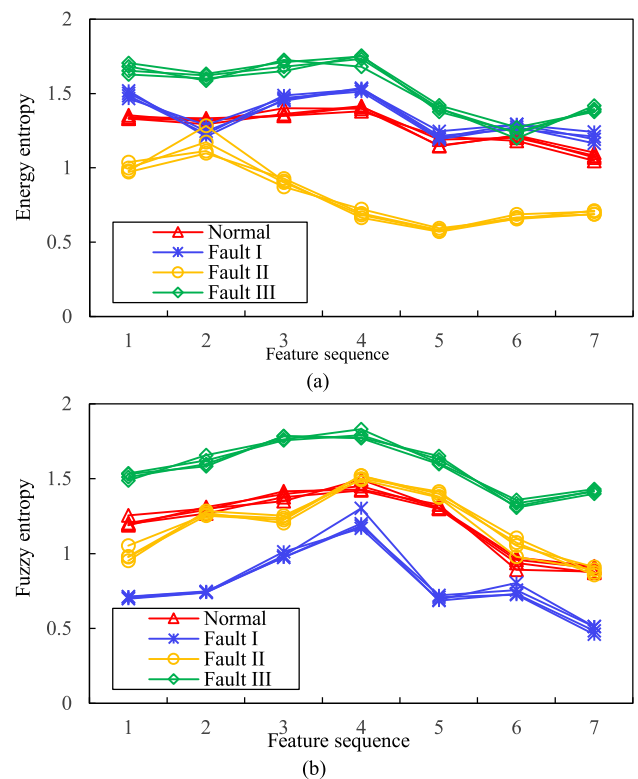 2
1.5
1
0.5
0
Energy entropy
Normal
Fault I
Fault II
Fault III
1 2 3 4 5 6 7
Feature sequence
(a)
2
1.5
1
0.5
0
Fuzzy entropy
Normal
Fault I
Fault II
Fault III
1 2 3 4 5 6 7
Feature sequence
(b)